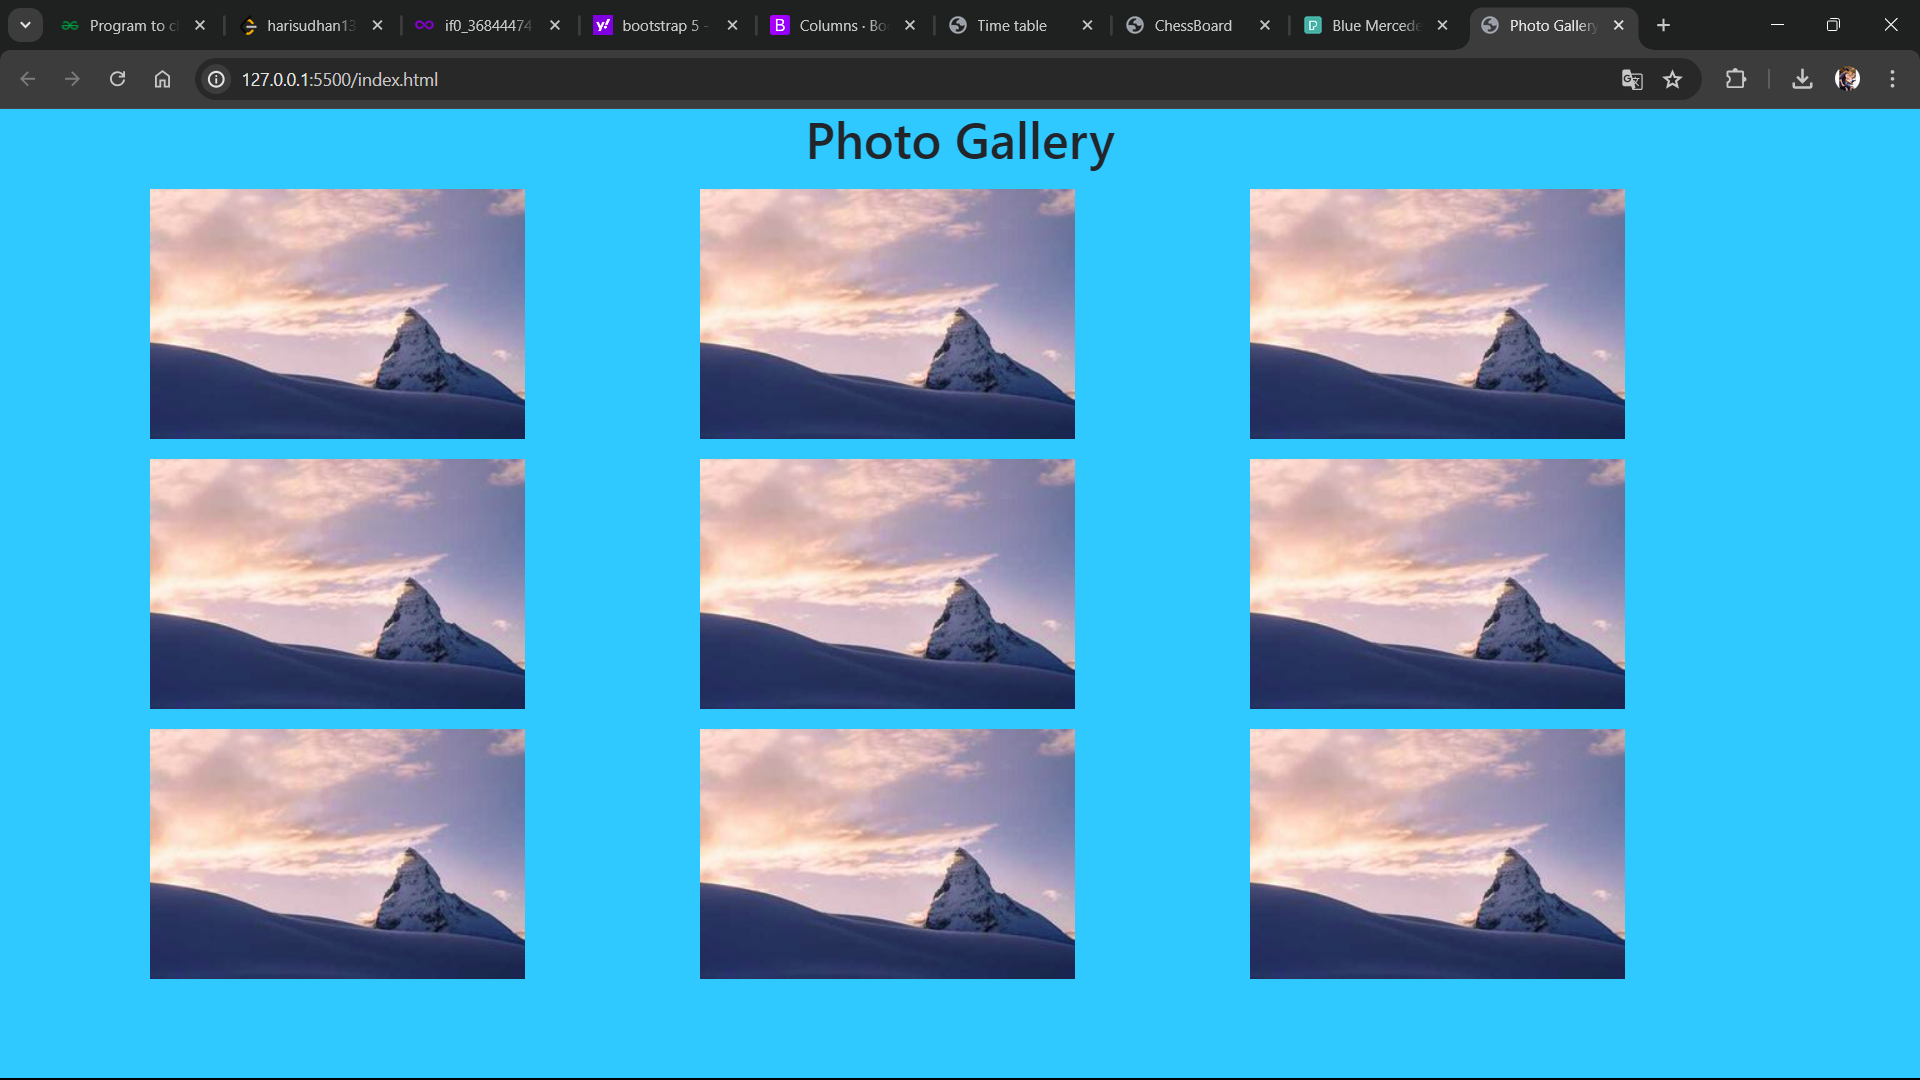 Program to c
harisudhan13
if0_36844474
bootstrap 5 -
Columns · Bo
Time table
ChessBoard
Blue Mercede
Photo Gallery
127.0.0.1:5500/index.html
Photo Gallery